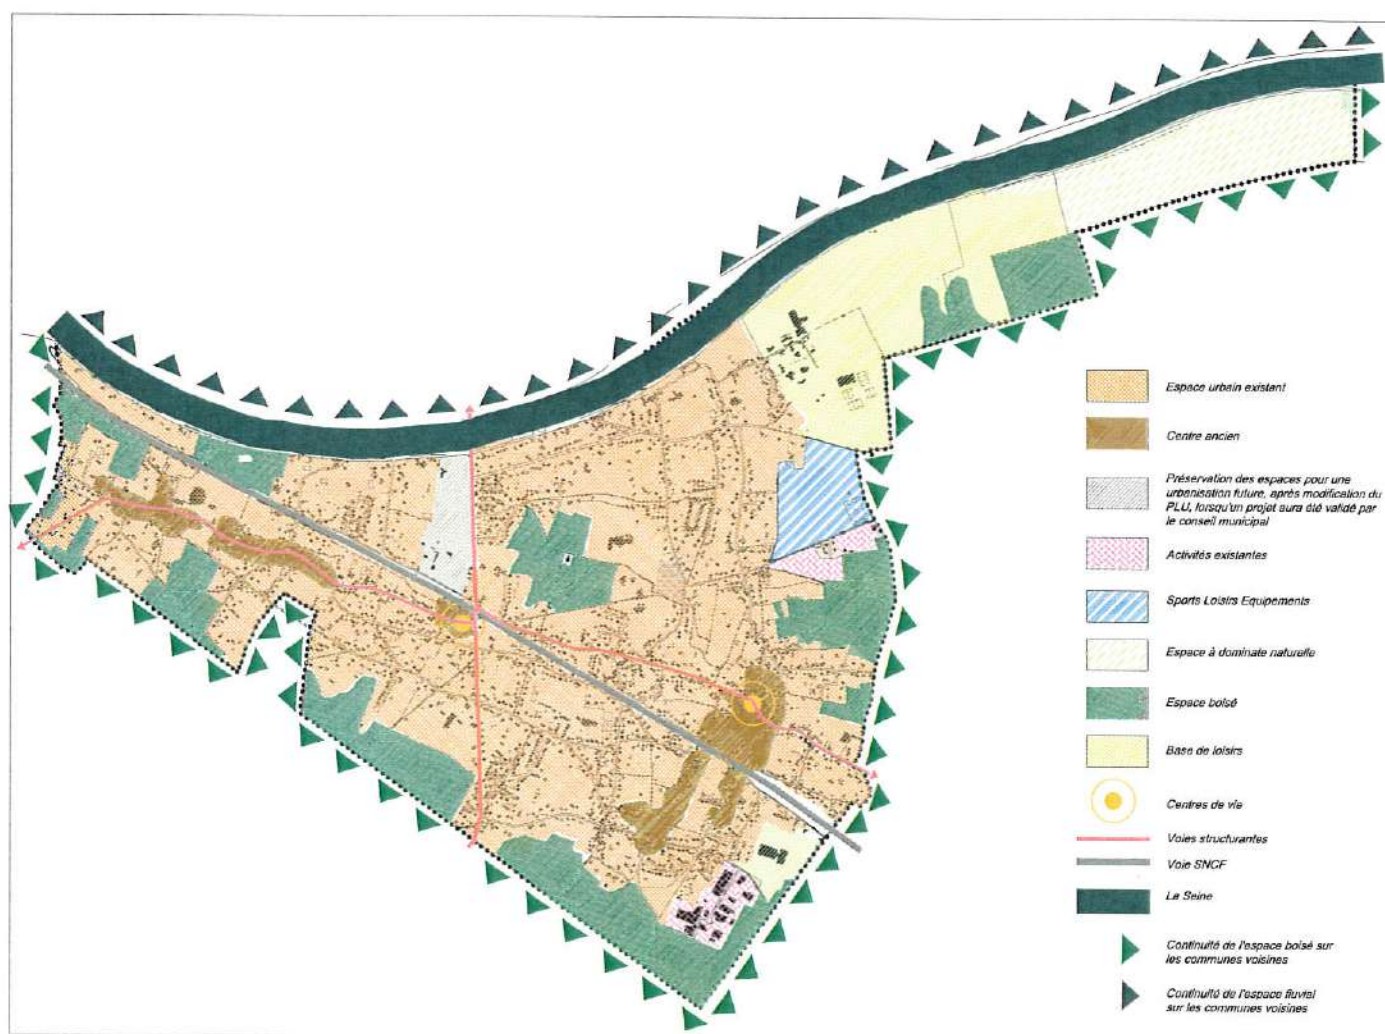 Espace urbain existant
Centre ancien
Préservation des espaces pour une
urbanisation future, après modification du
PLU, lorsqu'un projet aura été validé par
le conseil municipal
Activités existantes
Sports Loisirs Equipements
Espace à dominate naturelle
Espace boisé
Base de loisirs
Centres de vie
Voies structurantes
Voie SNCF
La Seine
Continuité de l'espace boisé sur
les communes voisines
Continuité de l'espace fluvial
sur les communes voisines